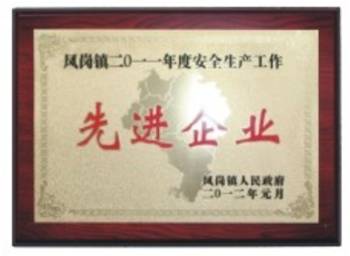 凤岗镇二〇一一年度安全生产工作
先进企业
凤岗镇人民政府
二〇一二年元月